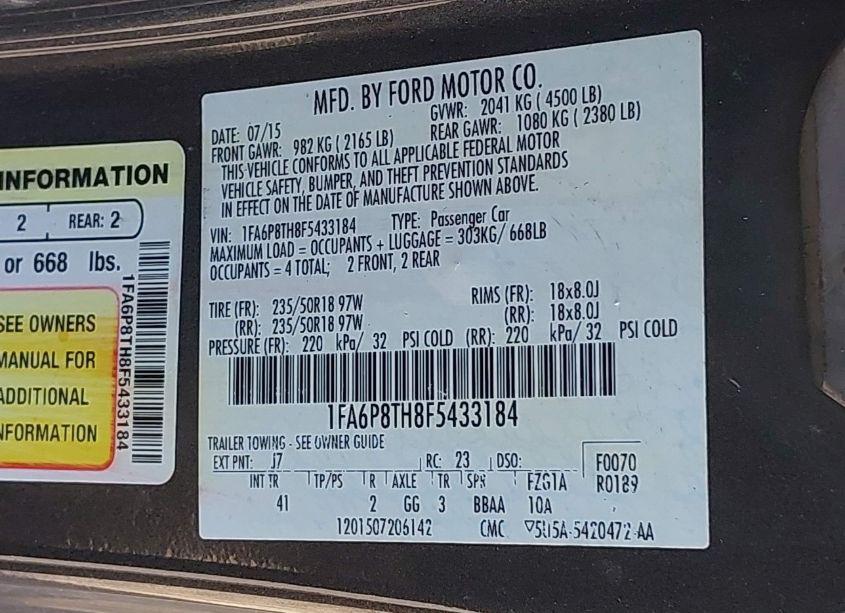 INFORMATION
2 REAR: 2
or 668 lbs.
SEE OWNERS
MANUAL FOR
ADDITIONAL
INFORMATION
1FA6P8TH8F5433184
MFD. BY FORD MOTOR CO.
DATE: 07/15 GVWR: 2041 KG ( 4500 LB)
FRONT GAWR: 982 KG ( 2165 LB) REAR GAWR: 1080 KG ( 2380 LB)
THIS VEHICLE CONFORMS TO ALL APPLICABLE FEDERAL MOTOR
VEHICLE SAFETY, BUMPER, AND THEFT PREVENTION STANDARDS
IN EFFECT ON THE DATE OF MANUFACTURE SHOWN ABOVE.
VIN: 1FA6P8TH8F5433184 TYPE: Passenger Car
MAXIMUM LOAD = OCCUPANTS + LUGGAGE = 303KG/ 668LB
OCCUPANTS = 4 TOTAL; 2 FRONT, 2 REAR
TIRE (FR): 235/50R18 97W RIMS (FR): 18x8.0J
(RR): 235/50R18 97W (RR): 18x8.0J
PRESSURE (FR): 220 kPa/ 32 PSI COLD (RR): 220 kPa/ 32 PSI COLD
1FA6P8TH8F5433184
TRAILER TOWING - SEE OWNER GUIDE
EXT PNT: J7 RC: 23 DSO: F0070
INT TR TP/PS R AXLE TR SPR FZG1A R0189
41 2 GG 3 BBAA 10A
1201507206142 CMC ▽5U5A-5420472-AA